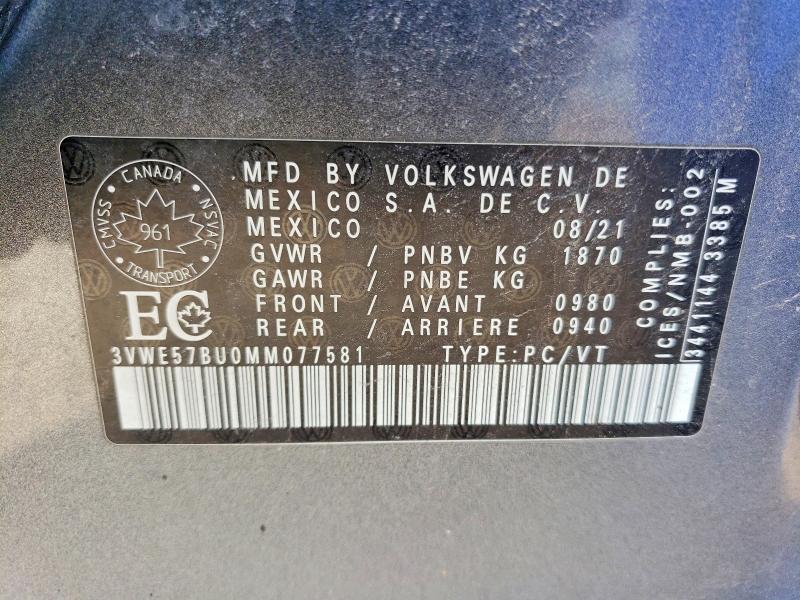 CANADA
CMVSS
NSVAC
961
TRANSPORT
EC
MFD BY VOLKSWAGEN DE
MEXICO S.A. DE C.V.
MEXICO 08/21
GVWR / PNBV KG 1870
GAWR / PNBE KG
FRONT / AVANT 0980
REAR / ARRIERE 0940
3VWE57BU0MM077581 TYPE:PC/VT
COMPLIES:
ICES/NMB-002
3441144 3385 M